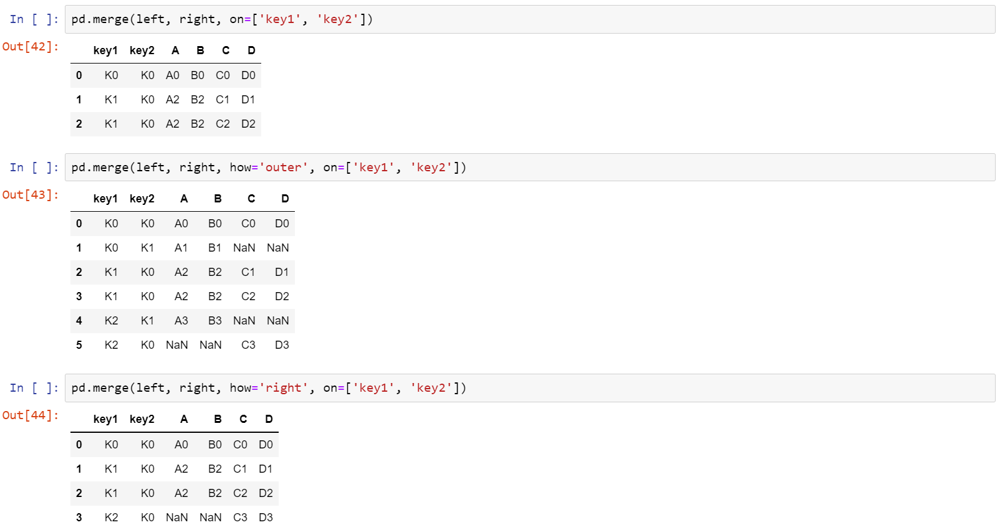 In [ ]: pd.merge(left, right, on=['key1', 'key2'])
Out[42]:
key1 key2 A B C D
0 K0 K0 A0 B0 C0 D0
1 K1 K0 A2 B2 C1 D1
2 K1 K0 A2 B2 C2 D2
In [ ]: pd.merge(left, right, how='outer', on=['key1', 'key2'])
Out[43]:
key1 key2 A B C D
0 K0 K0 A0 B0 C0 D0
1 K0 K1 A1 B1 NaN NaN
2 K1 K0 A2 B2 C1 D1
3 K1 K0 A2 B2 C2 D2
4 K2 K1 A3 B3 NaN NaN
5 K2 K0 NaN NaN C3 D3
In [ ]: pd.merge(left, right, how='right', on=['key1', 'key2'])
Out[44]:
key1 key2 A B C D
0 K0 K0 A0 B0 C0 D0
1 K1 K0 A2 B2 C1 D1
2 K1 K0 A2 B2 C2 D2
3 K2 K0 NaN NaN C3 D3